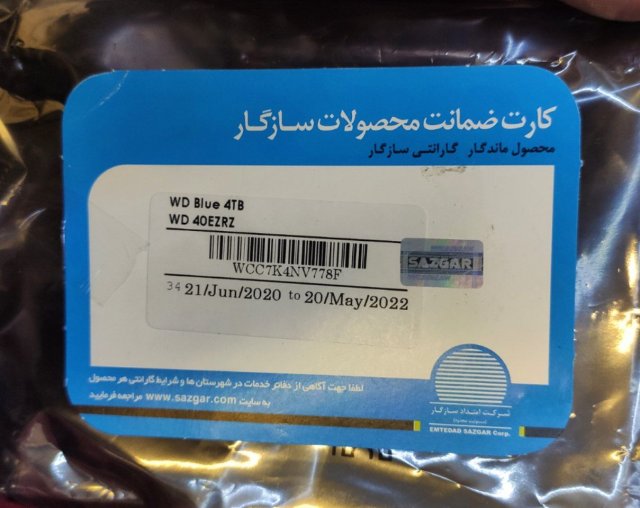 کارت ضمانت محصولات سازگار
محصول ماندگار گارانتی سازگار
WD Blue 4TB
WD 40EZRZ
WCC7K4NV778F
SAZGAR
34 21/Jun/2020 to 20/May/2022
لطفا جهت آگاهی از دفاتر خدمات در شهرستان ها و شرایط گارانتی هر محصول
به سایت www.sazgar.com مراجعه فرمایید
شرکت امتداد سازگار
EMTEDAD SAZGAR Corp.